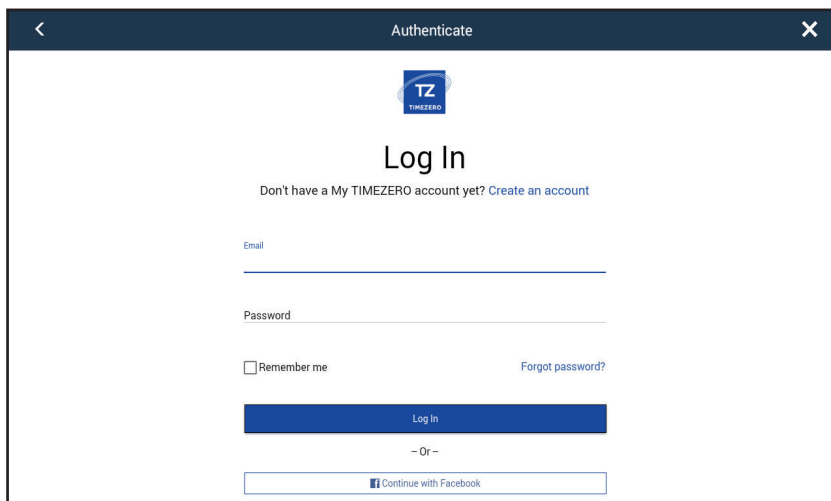 Authenticate
TZ
TIMEZERO
Log In
Don't have a My TIMEZERO account yet? Create an account
Email
Password
Remember me Forgot password?
Log In
– Or –
Continue with Facebook